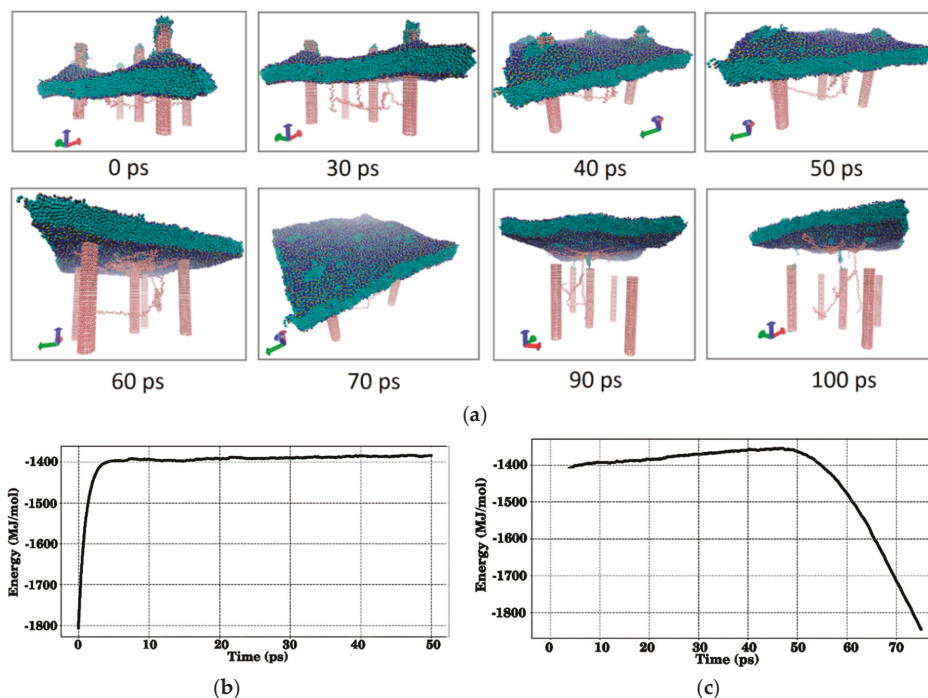 0 ps 30 ps 40 ps 50 ps
60 ps 70 ps 90 ps 100 ps
(a)
-1400
-1500
-1600
-1700
-1800
Energy (MJ/mol)
0 10 20 30 40 50
Time (ps)
(b)
-1400
-1500
-1600
-1700
-1800
Energy (MJ/mol)
0 10 20 30 40 50 60 70
Time (ps)
(c)